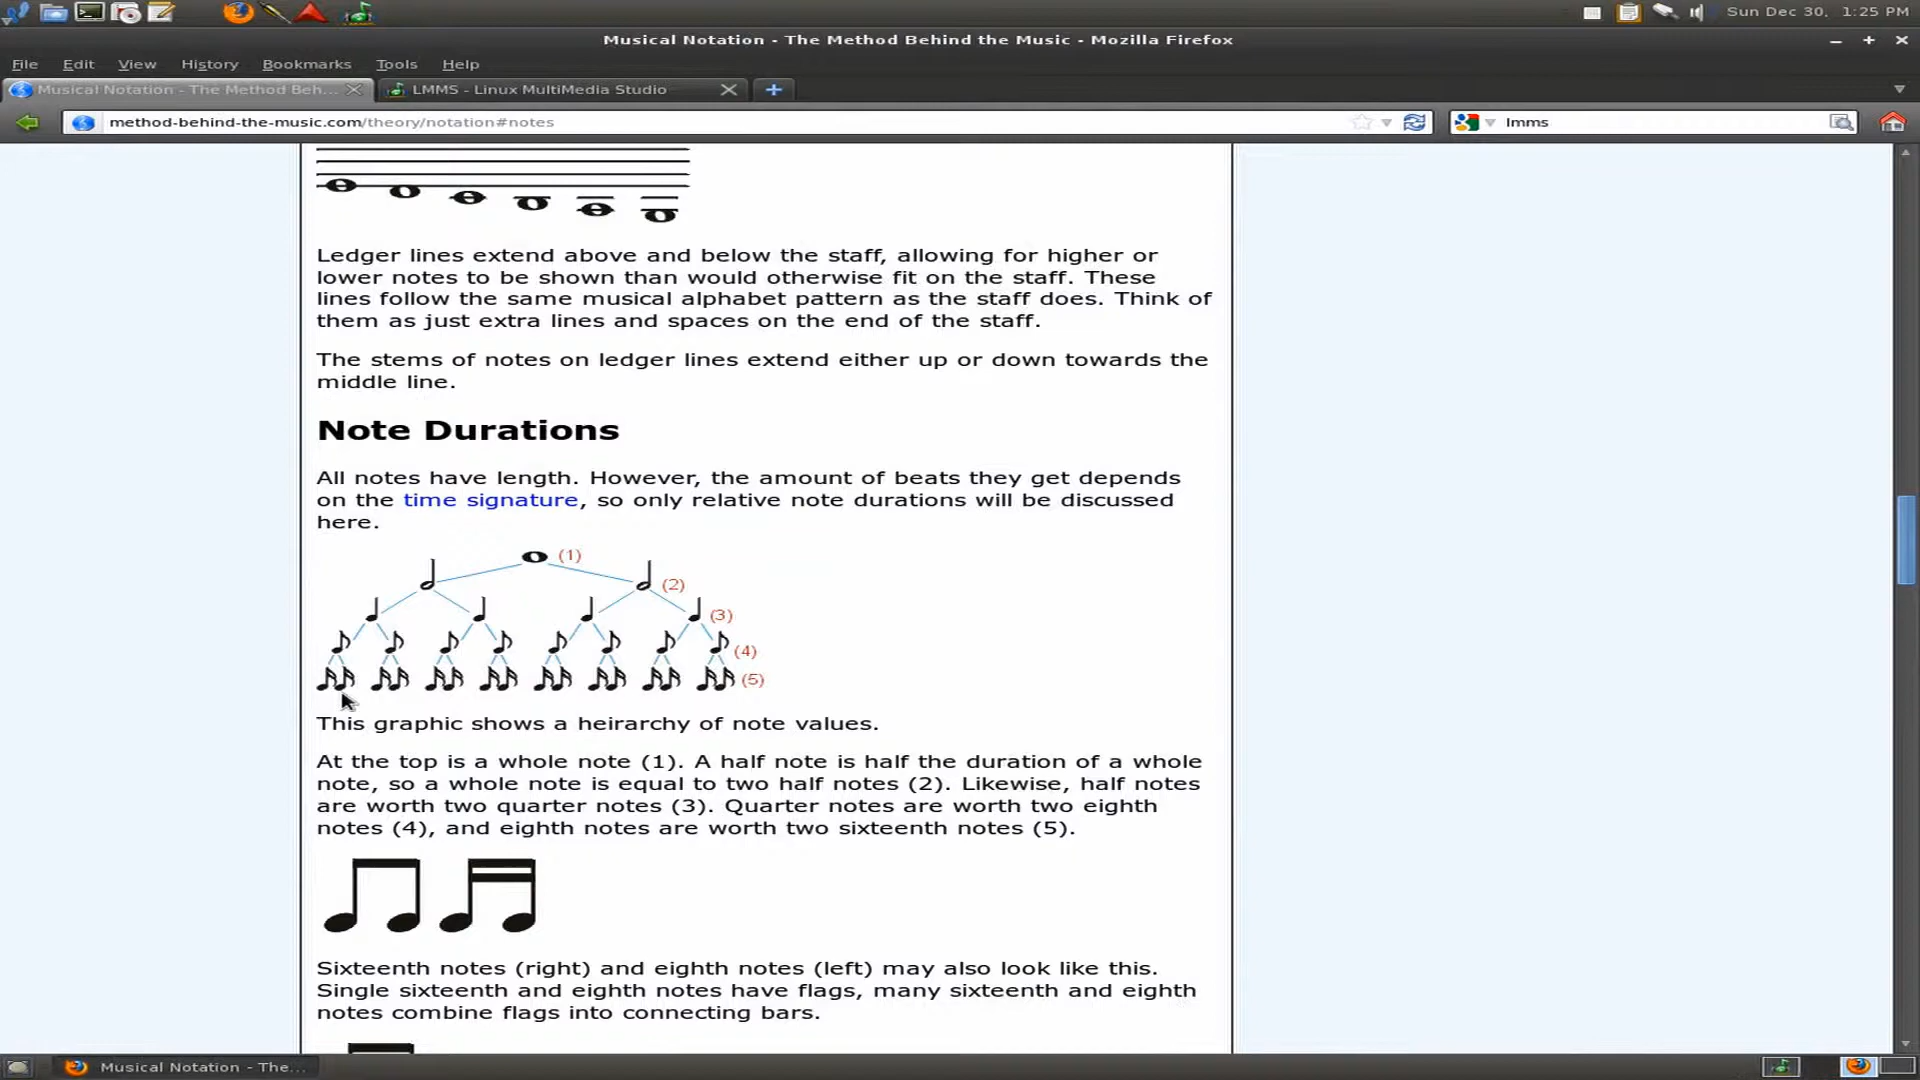 Sun Dec 30, 1:25 PM
Musical Notation - The Method Behind the Music - Mozilla Firefox
File Edit View History Bookmarks Tools Help
Musical Notation - The Method Beh... LMMS - Linux MultiMedia Studio
method-behind-the-music.com/theory/notation#notes lmms
Ledger lines extend above and below the staff, allowing for higher or
lower notes to be shown than would otherwise fit on the staff. These
lines follow the same musical alphabet pattern as the staff does. Think of
them as just extra lines and spaces on the end of the staff.
The stems of notes on ledger lines extend either up or down towards the
middle line.
Note Durations
All notes have length. However, the amount of beats they get depends
on the time signature, so only relative note durations will be discussed
here.
(1)
(2)
(3)
(4)
(5)
This graphic shows a heirarchy of note values.
At the top is a whole note (1). A half note is half the duration of a whole
note, so a whole note is equal to two half notes (2). Likewise, half notes
are worth two quarter notes (3). Quarter notes are worth two eighth
notes (4), and eighth notes are worth two sixteenth notes (5).
Sixteenth notes (right) and eighth notes (left) may also look like this.
Single sixteenth and eighth notes have flags, many sixteenth and eighth
notes combine flags into connecting bars.
Musical Notation - The...